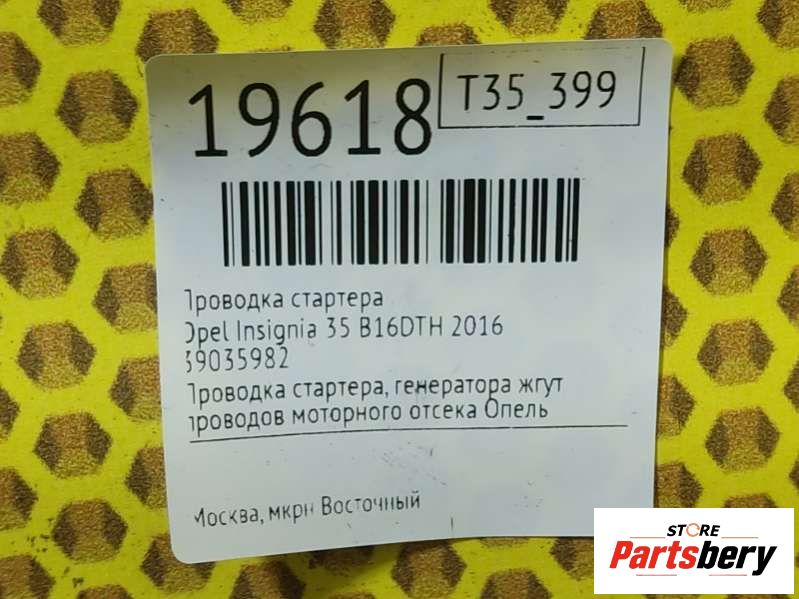 19618
T35_399
Проводка стартера
Opel Insignia 35 B16DTH 2016
39035982
Проводка стартера, генератора жгут
проводов моторного отсека Опель
Москва, мкрн Восточный
STORE
Partsbery